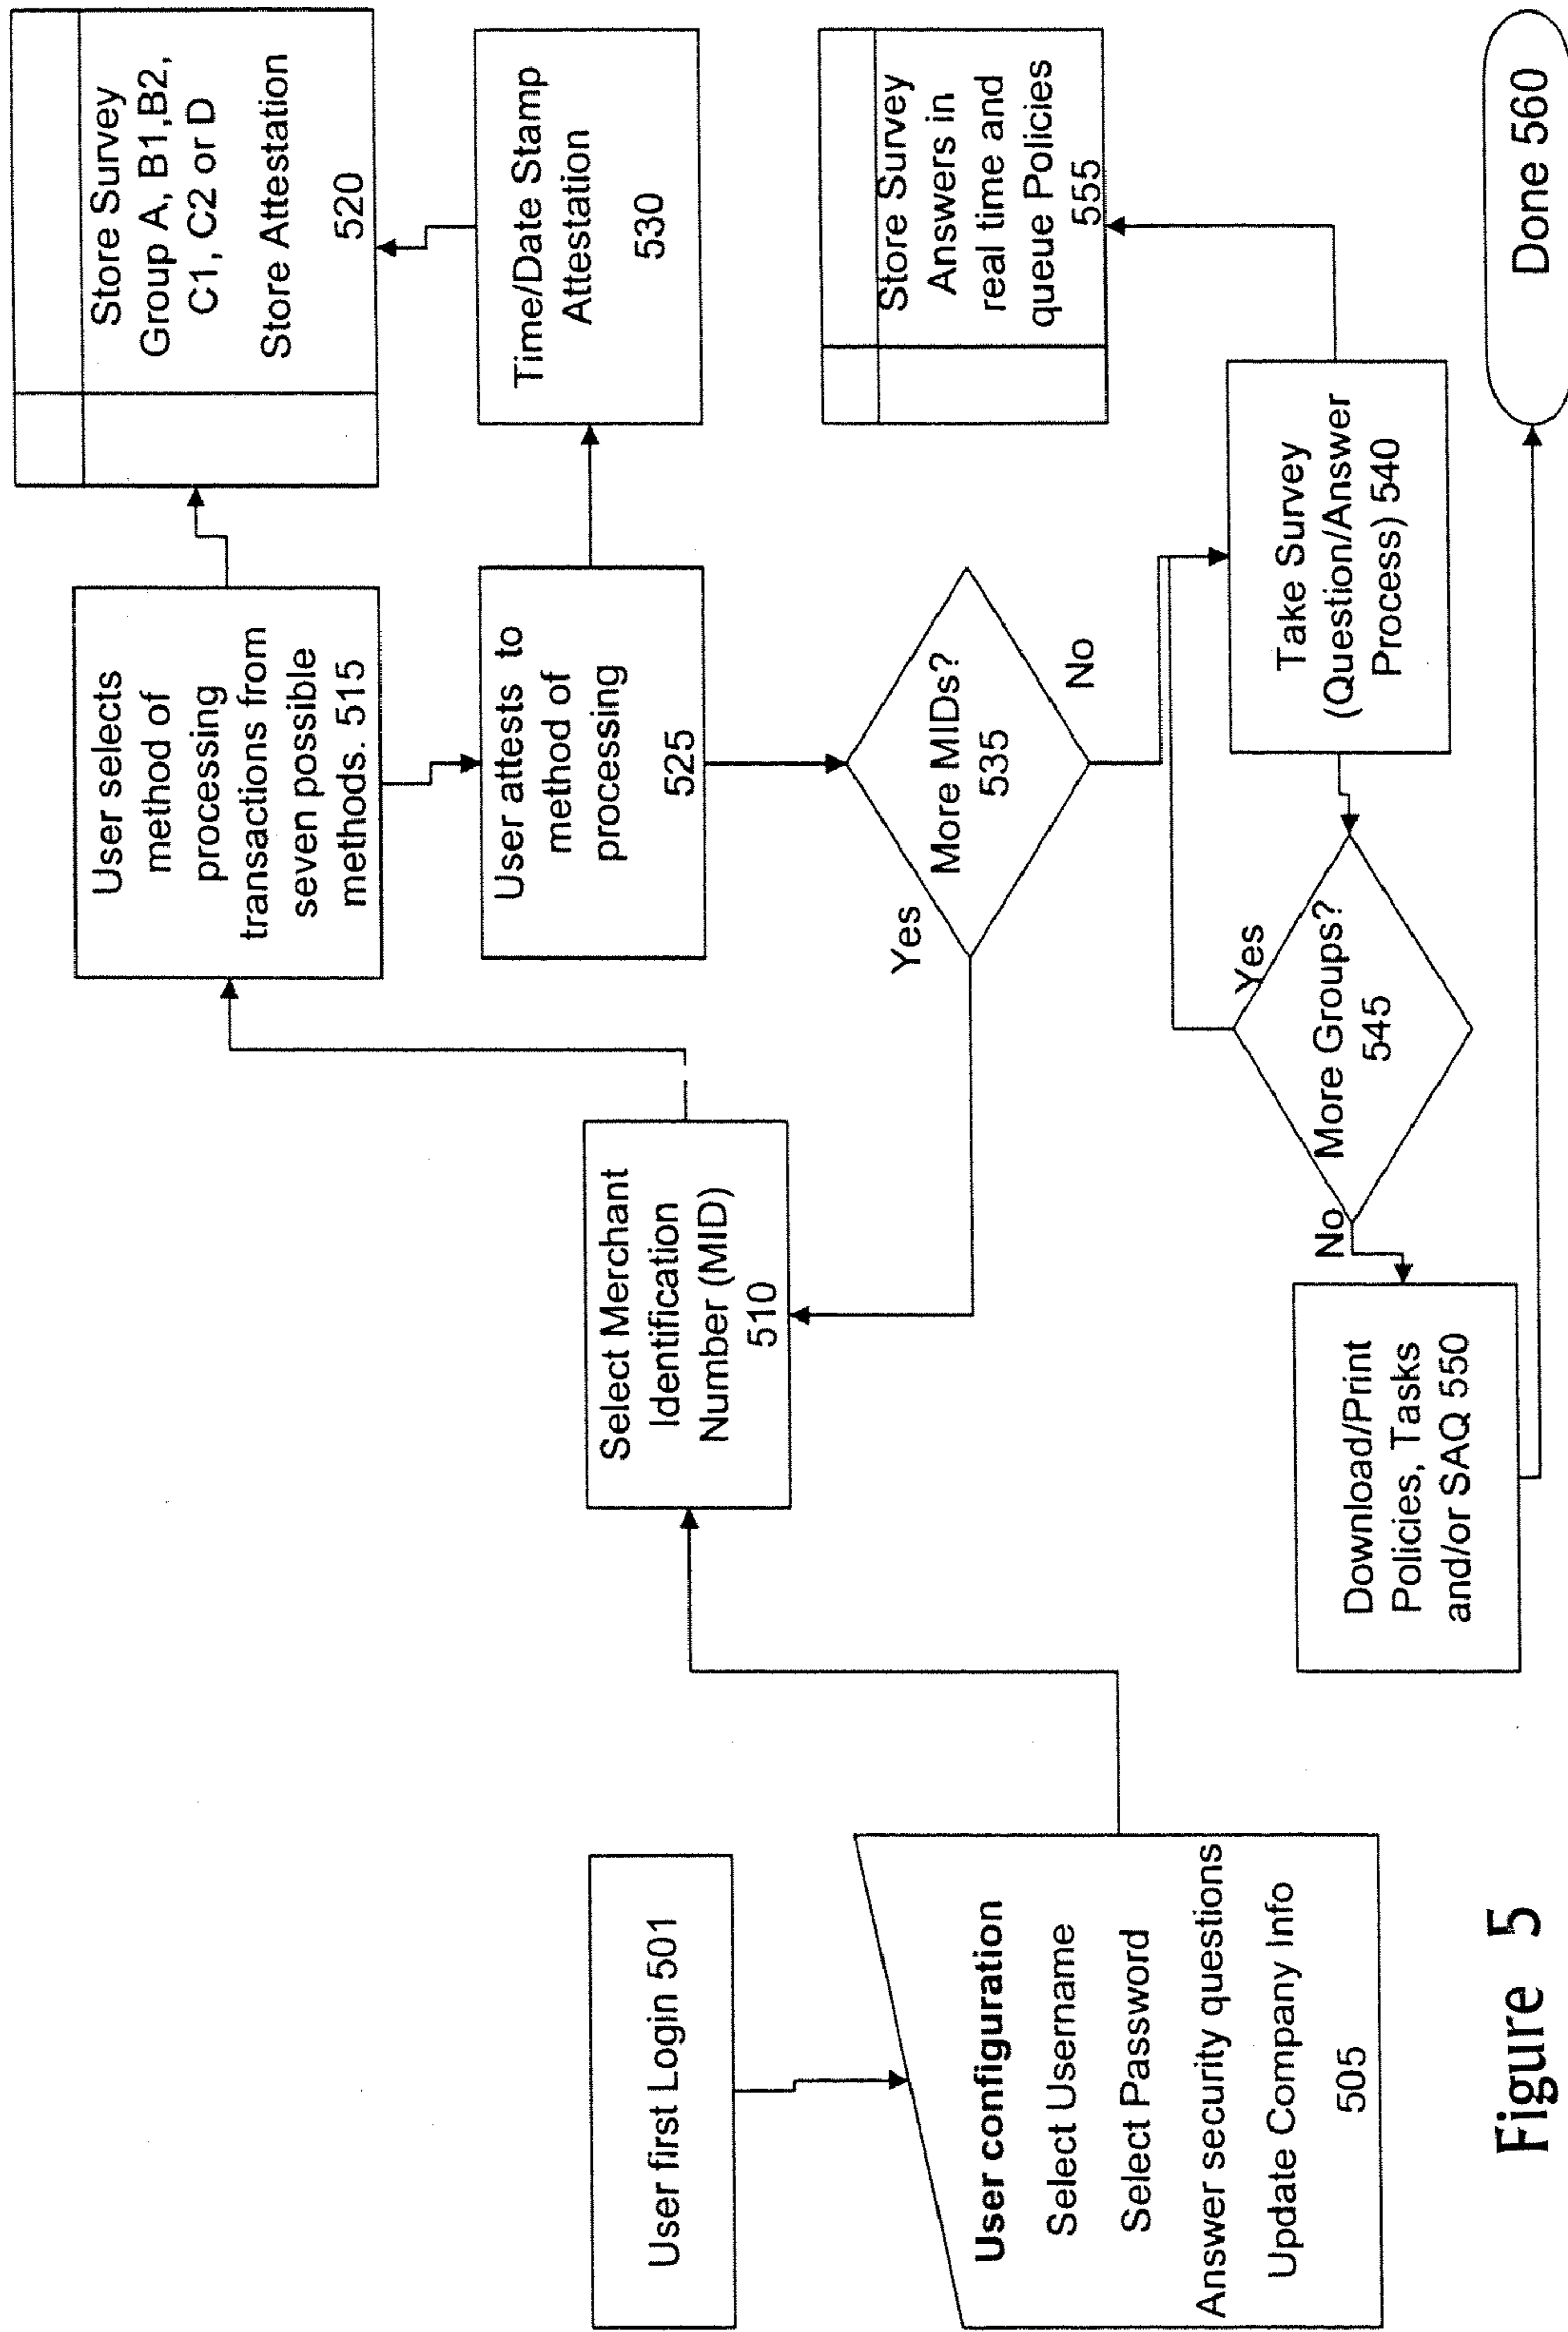 User first Login 501
User configuration
Select Username
Select Password
Answer security questions
Update Company Info
505
Select Merchant
Identification
Number (MID)
510
User selects
method of
processing
transactions from
seven possible
methods. 515
Store Survey
Group A, B1,B2,
C1, C2 or D
Store Attestation
520
User attests to
method of
processing
525
Time/Date Stamp
Attestation
530
More MIDs?
535
Yes
No
Take Survey
(Question/Answer
Process) 540
Store Survey
Answers in
real time and
queue Policies
555
More Groups?
545
Yes
No
Download/Print
Policies, Tasks
and/or SAQ 550
Done 560
Figure 5